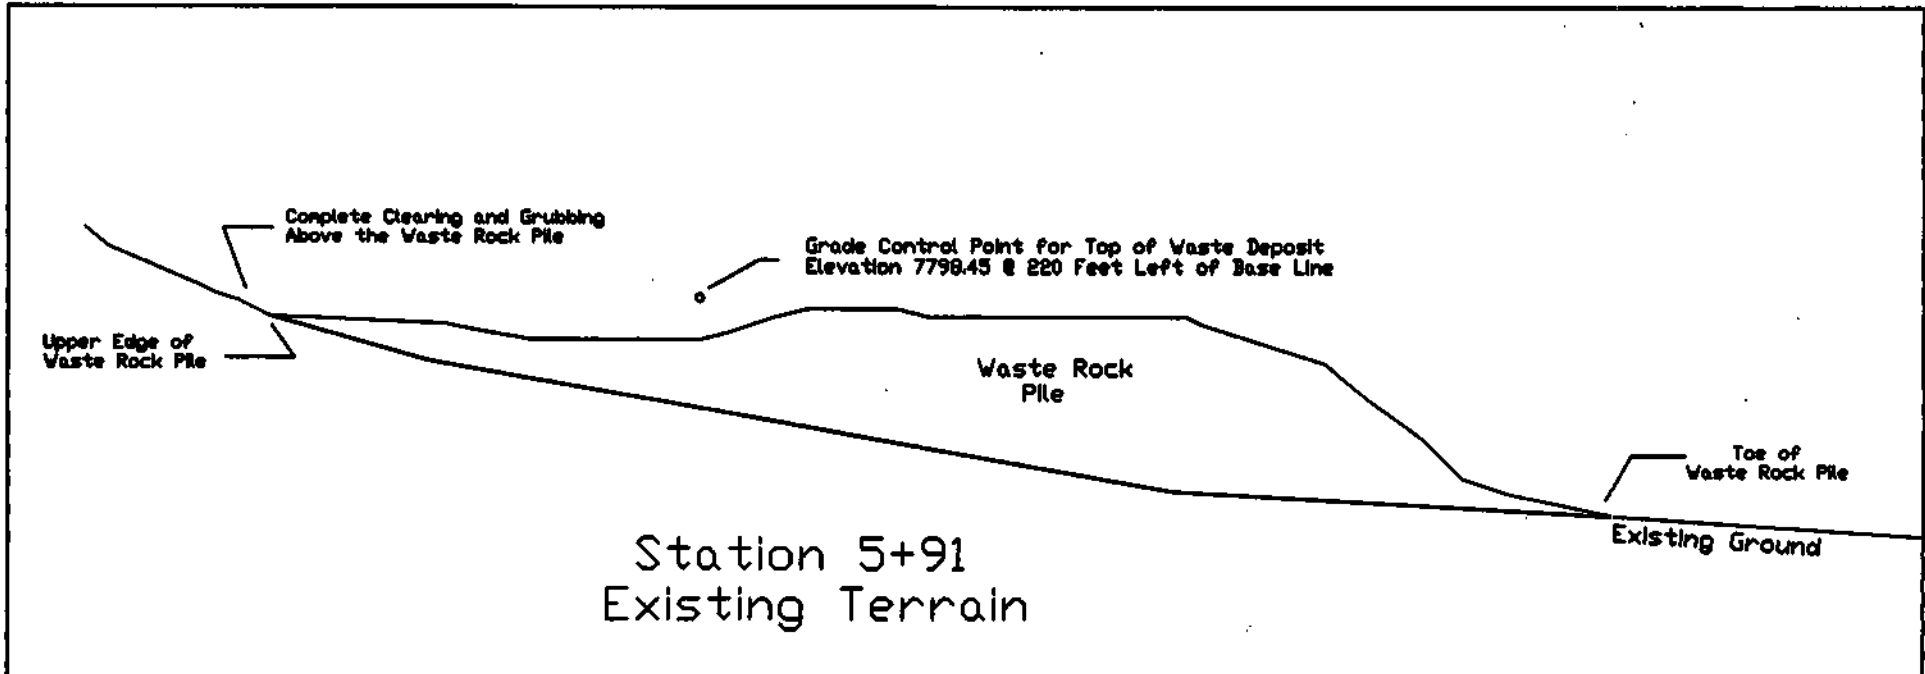 Complete Clearing and Grubbing
Above the Waste Rock Pile
Grade Control Point for Top of Waste Deposit
Elevation 7798.45 @ 220 Feet Left of Base Line
Upper Edge of
Waste Rock Pile
Waste Rock
Pile
Toe of
Waste Rock Pile
Existing Ground
Station 5+91
Existing Terrain